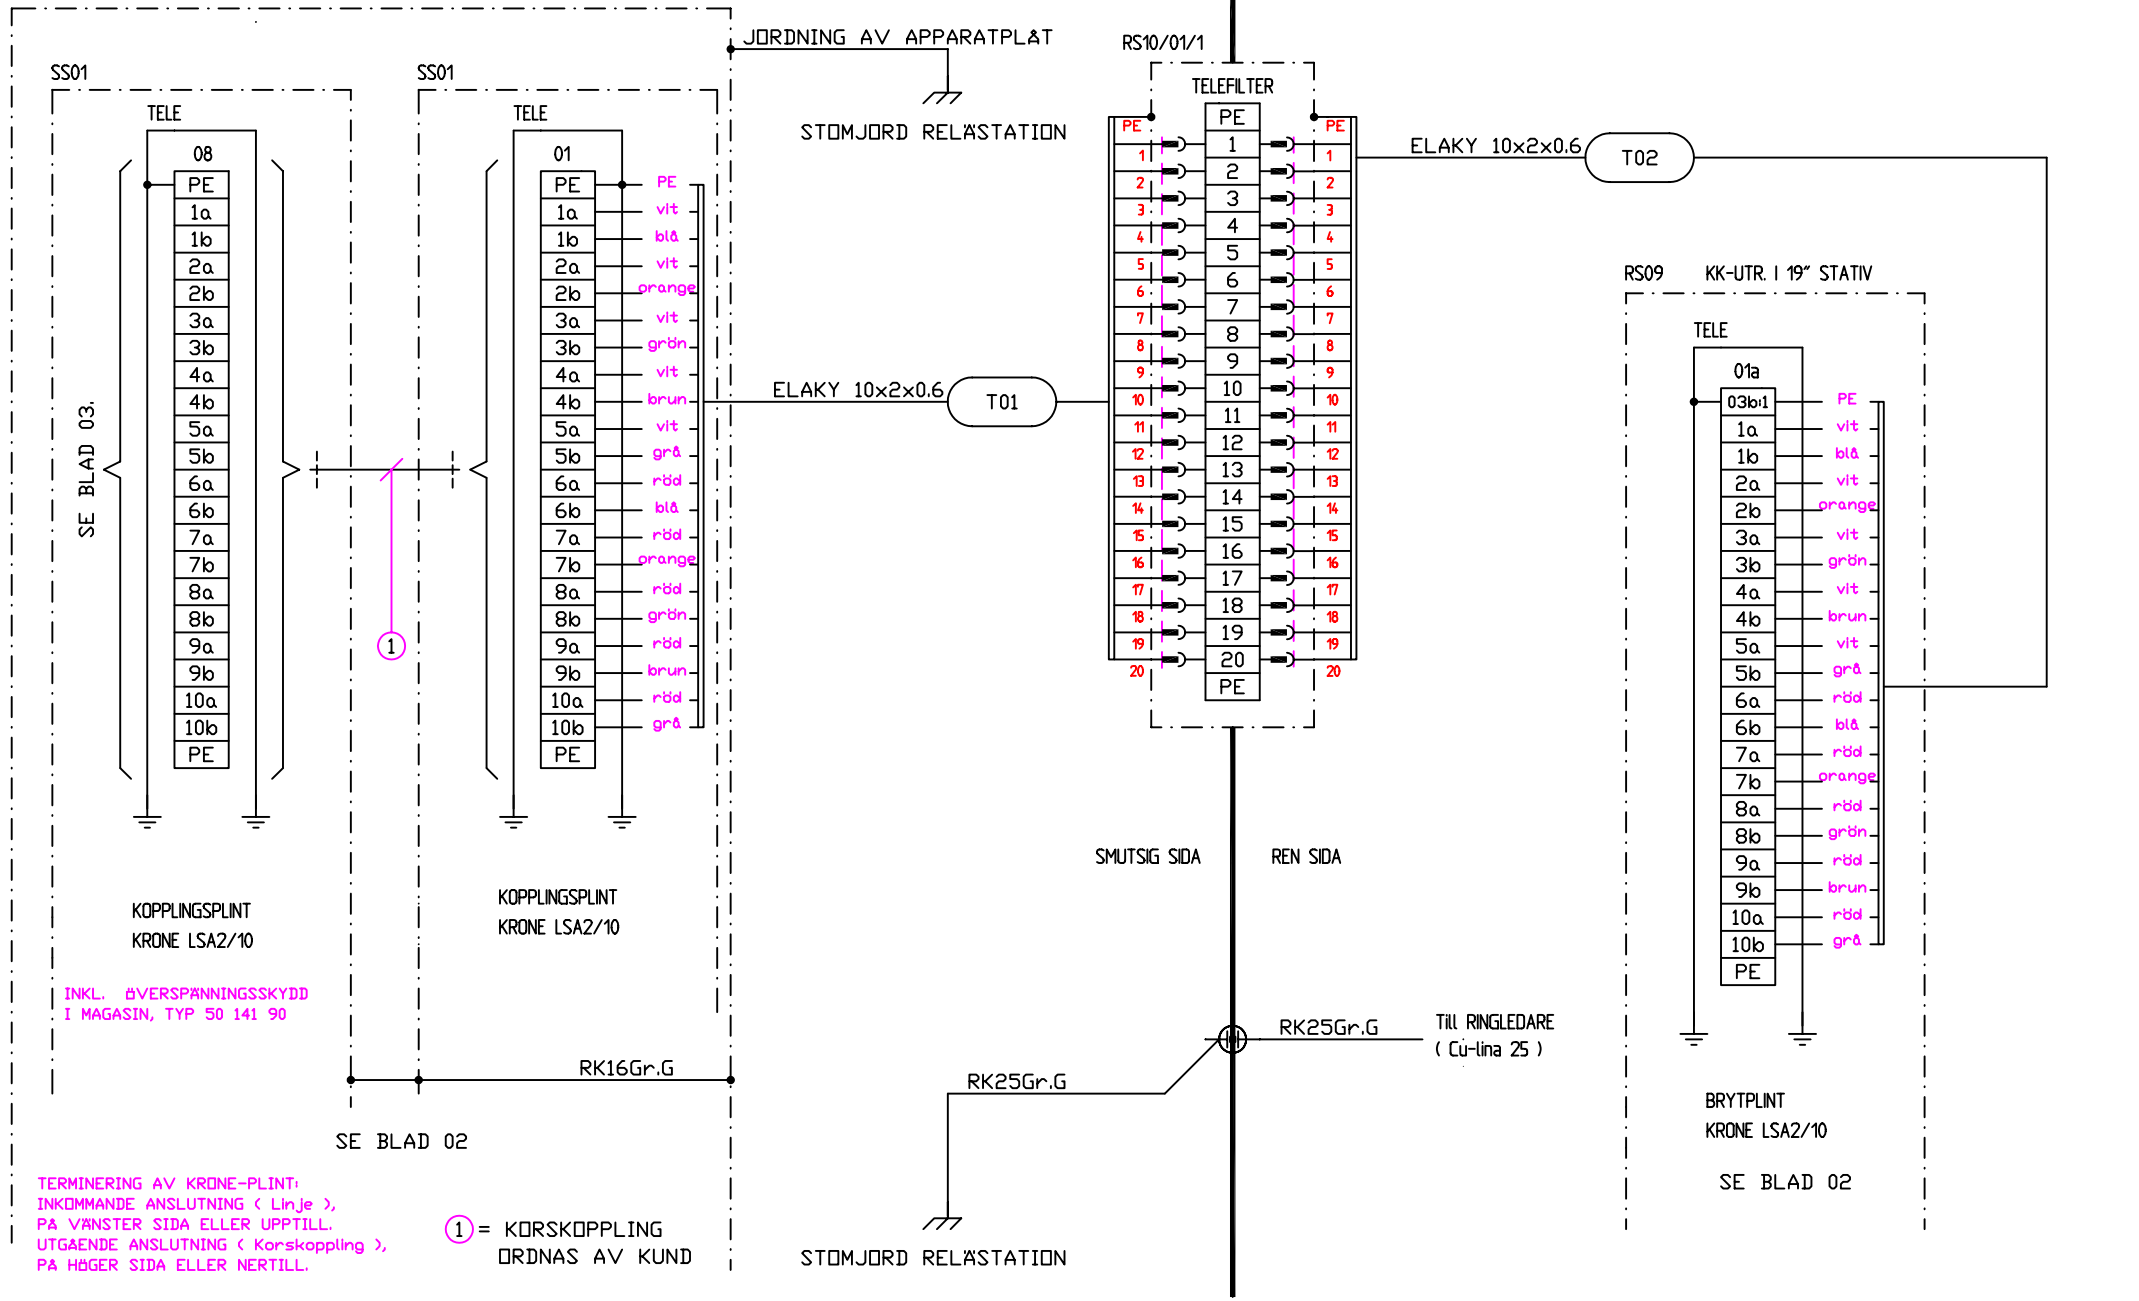 JORDNING AV APPARATPLÅT
STOMJORD RELÄSTATION
SS01
TELE
08
PE
1a
1b
2a
2b
3a
3b
4a
4b
5a
5b
6a
6b
7a
7b
8a
8b
9a
9b
10a
10b
PE
SE BLAD 03.
KOPPLINGSPLINT
KRONE LSA2/10
INKL. ÖVERSPÄNNINGSSKYDD
I MAGASIN, TYP 50 141 90
1
SS01
TELE
01
PE PE
1a vit
1b blå
2a vit
2b orange
3a vit
3b grön
4a vit
4b brun
5a vit
5b grå
6a röd
6b blå
7a röd
7b orange
8a röd
8b grön
9a röd
9b brun
10a röd
10b grå
PE
KOPPLINGSPLINT
KRONE LSA2/10
RK16Gr.G
SE BLAD 02
TERMINERING AV KRONE-PLINT:
INKOMMANDE ANSLUTNING ( Linje ),
PÅ VÄNSTER SIDA ELLER UPPTILL.
UTGÅENDE ANSLUTNING ( Korskoppling ),
PÅ HÖGER SIDA ELLER NERTILL.
1 = KORSKOPPLING
ORDNAS AV KUND
ELAKY 10x2x0.6 T01
RS10/01/1
TELEFILTER
PE PE PE
1 1 1
2 2 2
3 3 3
4 4 4
5 5 5
6 6 6
7 7 7
8 8 8
9 9 9
10 10 10
11 11 11
12 12 12
13 13 13
14 14 14
15 15 15
16 16 16
17 17 17
18 18 18
19 19 19
20 20 20
PE
SMUTSIG SIDA REN SIDA
RK25Gr.G
Till RINGLEDARE
( Cu-lina 25 )
RK25Gr.G
STOMJORD RELÄSTATION
ELAKY 10x2x0.6 T02
RS09 KK-UTR. I 19" STATIV
TELE
01a
03b:1 PE
1a vit
1b blå
2a vit
2b orange
3a vit
3b grön
4a vit
4b brun
5a vit
5b grå
6a röd
6b blå
7a röd
7b orange
8a röd
8b grön
9a röd
9b brun
10a röd
10b grå
PE
BRYTPLINT
KRONE LSA2/10
SE BLAD 02